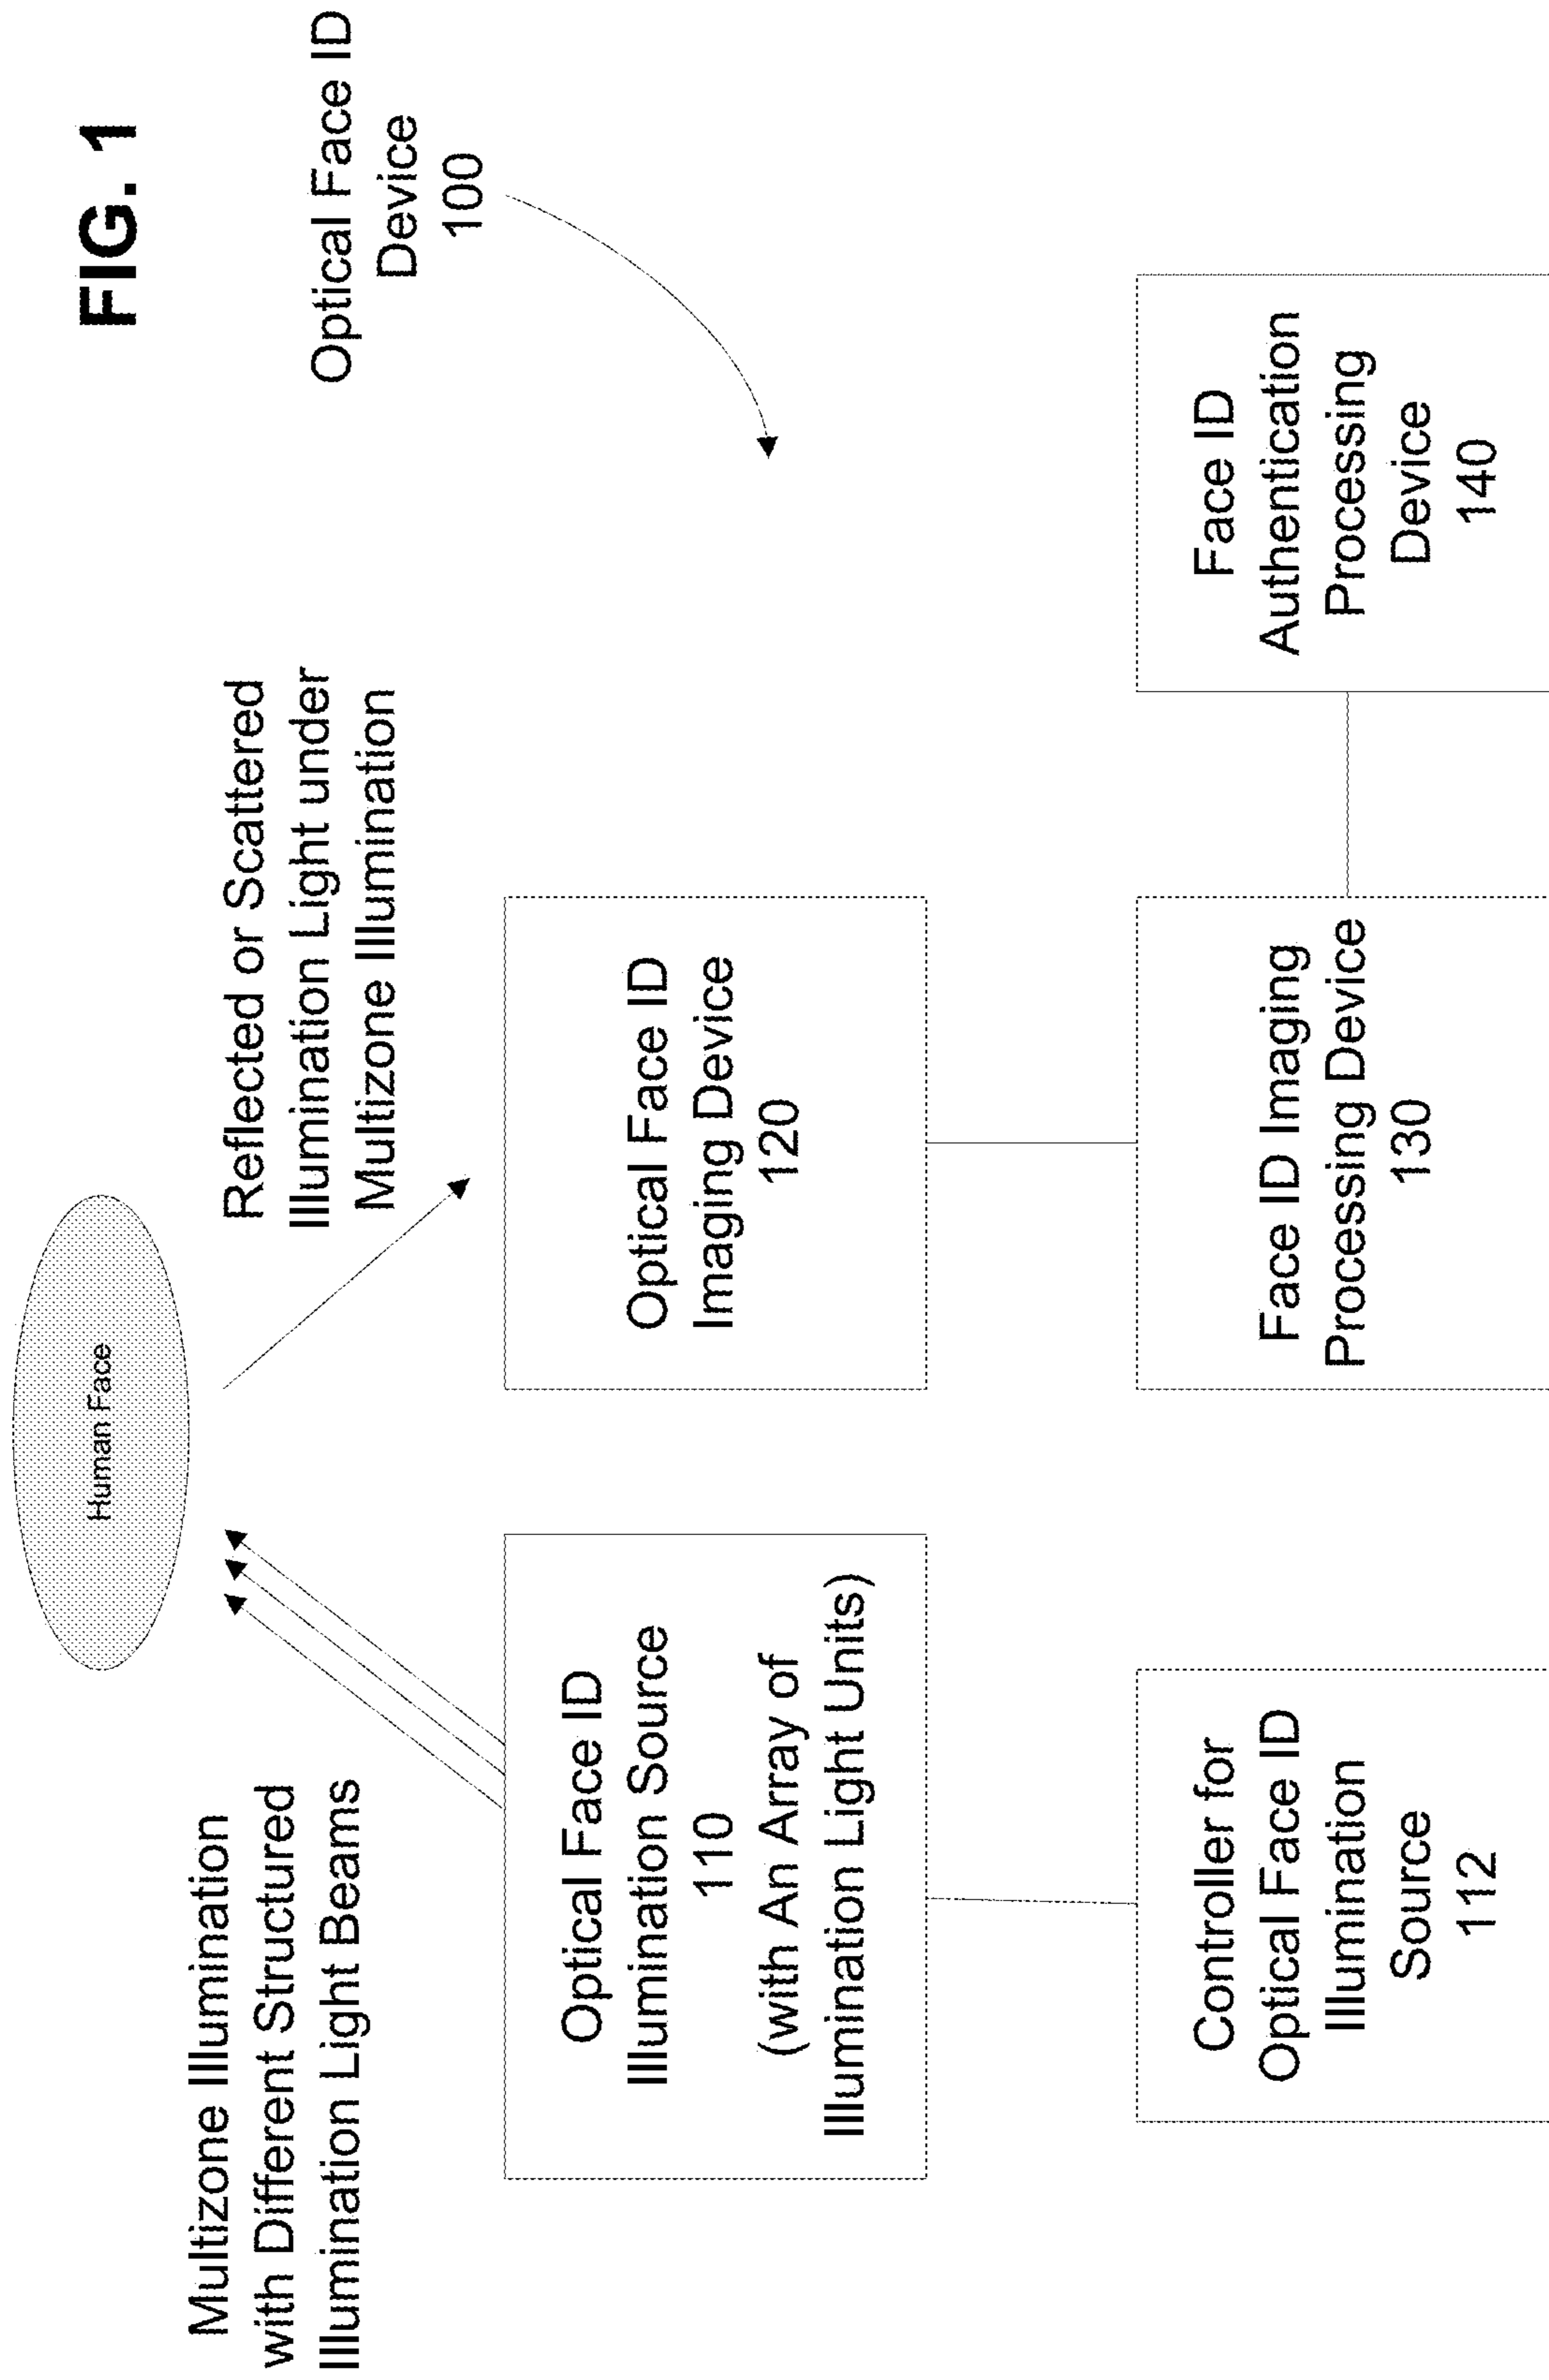 FIG. 1
Optical Face ID
Device
100
Human Face
Multizone Illumination
with Different Structured
Illumination Light Beams
Reflected or Scattered
Illumination Light under
Multizone Illumination
Optical Face ID
Illumination Source
110
(with An Array of
Illumination Light Units)
Optical Face ID
Imaging Device
120
Controller for
Optical Face ID
Illumination
Source
112
Face ID Imaging
Processing Device
130
Face ID
Authentication
Processing
Device
140